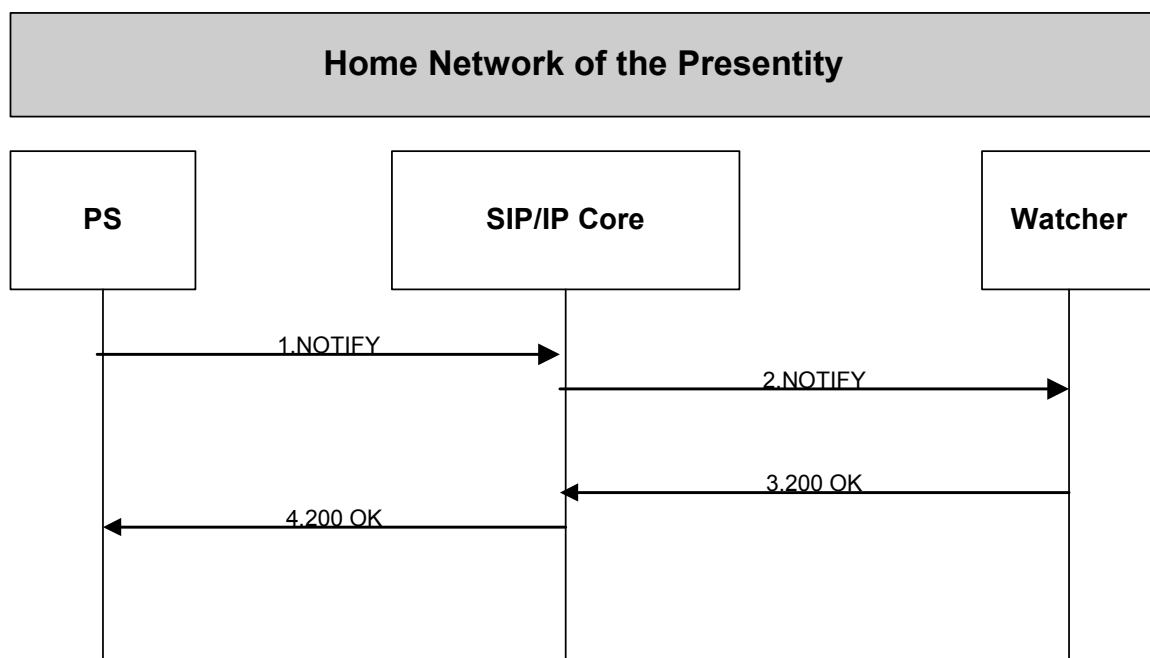 Home Network of the Presentity
PS
SIP/IP Core
Watcher
1.NOTIFY
2.NOTIFY
3.200 OK
4.200 OK